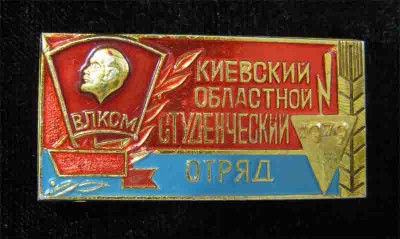 ВЛКСМ
КИЕВСКИЙ
ОБЛАСТНОЙ
СТУДЕНЧЕСКИЙ
1979
ОТРЯД